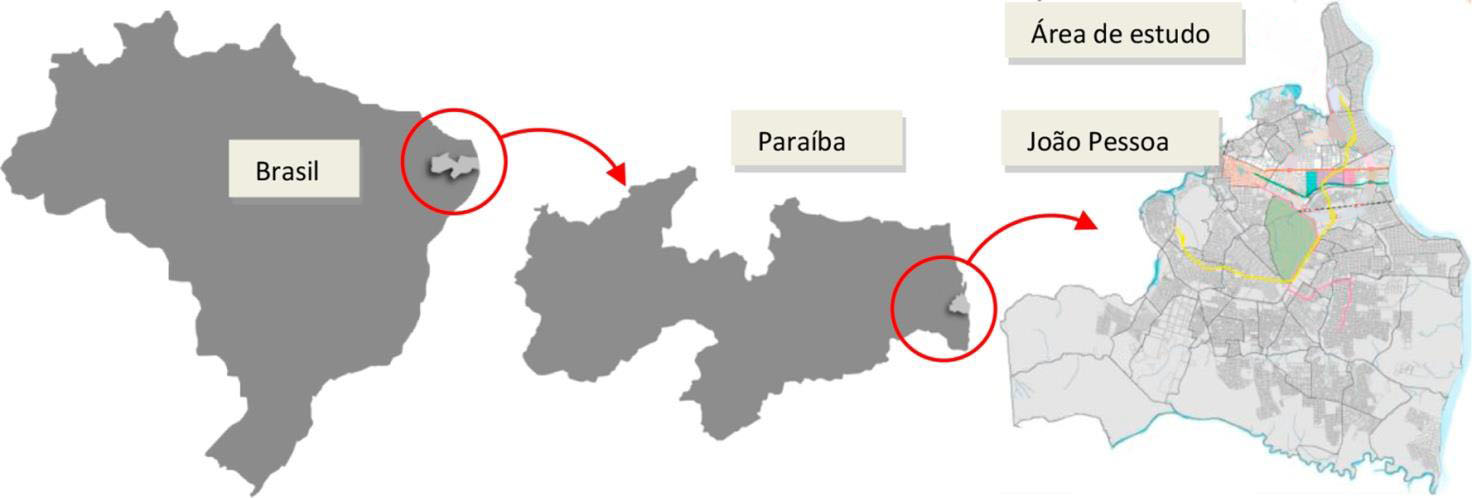 Brasil
Paraíba
Área de estudo
João Pessoa